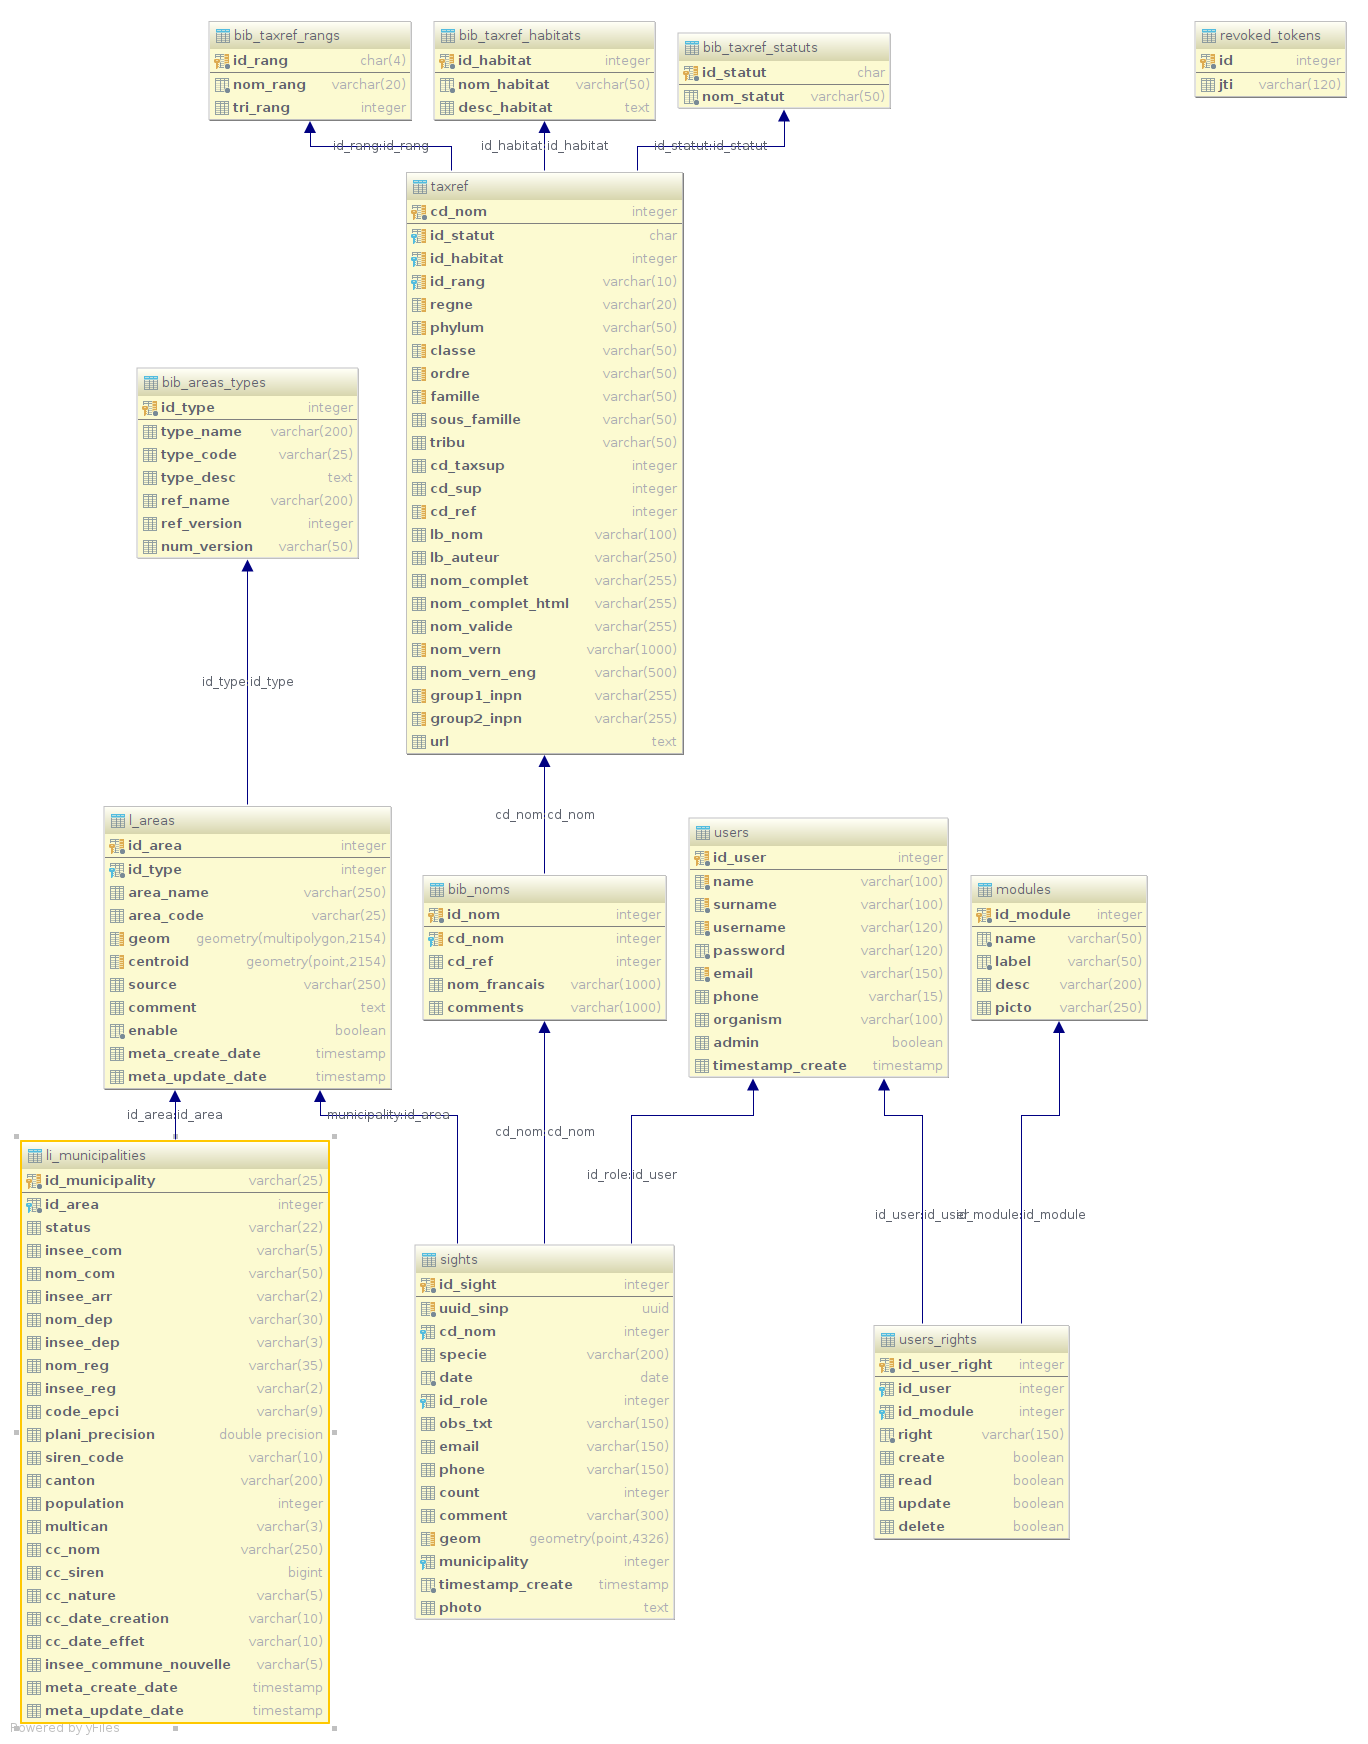 bib_taxref_rangs
id_rang char(4)
nom_rang varchar(20)
tri_rang integer
bib_taxref_habitats
id_habitat integer
nom_habitat varchar(50)
desc_habitat text
bib_taxref_statuts
id_statut char
nom_statut varchar(50)
revoked_tokens
id integer
jti varchar(120)
id_rang:id_rang
id_habitat:id_habitat
id_statut:id_statut
taxref
cd_nom integer
id_statut char
id_habitat integer
id_rang varchar(10)
regne varchar(20)
phylum varchar(50)
classe varchar(50)
ordre varchar(50)
famille varchar(50)
sous_famille varchar(50)
tribu varchar(50)
cd_taxsup integer
cd_sup integer
cd_ref integer
lb_nom varchar(100)
lb_auteur varchar(250)
nom_complet varchar(255)
nom_complet_html varchar(255)
nom_valide varchar(255)
nom_vern varchar(1000)
nom_vern_eng varchar(500)
group1_inpn varchar(255)
group2_inpn varchar(255)
url text
bib_areas_types
id_type integer
type_name varchar(200)
type_code varchar(25)
type_desc text
ref_name varchar(200)
ref_version integer
num_version varchar(50)
id_type:id_type
cd_nom:cd_nom
l_areas
id_area integer
id_type integer
area_name varchar(250)
area_code varchar(25)
geom geometry(multipolygon,2154)
centroid geometry(point,2154)
source varchar(250)
comment text
enable boolean
meta_create_date timestamp
meta_update_date timestamp
bib_noms
id_nom integer
cd_nom integer
cd_ref integer
nom_francais varchar(1000)
comments varchar(1000)
users
id_user integer
name varchar(100)
surname varchar(100)
username varchar(120)
password varchar(120)
email varchar(150)
phone varchar(15)
organism varchar(100)
admin boolean
timestamp_create timestamp
modules
id_module integer
name varchar(50)
label varchar(50)
desc varchar(200)
picto varchar(250)
id_area:id_area
municipality:id_area
cd_nom:cd_nom
id_role:id_user
id_user:id_user
id_module:id_module
li_municipalities
id_municipality varchar(25)
id_area integer
status varchar(22)
insee_com varchar(5)
nom_com varchar(50)
insee_arr varchar(2)
nom_dep varchar(30)
insee_dep varchar(3)
nom_reg varchar(35)
insee_reg varchar(2)
code_epci varchar(9)
plani_precision double precision
siren_code varchar(10)
canton varchar(200)
population integer
multican varchar(3)
cc_nom varchar(250)
cc_siren bigint
cc_nature varchar(5)
cc_date_creation varchar(10)
cc_date_effet varchar(10)
insee_commune_nouvelle varchar(5)
meta_create_date timestamp
meta_update_date timestamp
sights
id_sight integer
uuid_sinp uuid
cd_nom integer
specie varchar(200)
date date
id_role integer
obs_txt varchar(150)
email varchar(150)
phone varchar(150)
count integer
comment varchar(300)
geom geometry(point,4326)
municipality integer
timestamp_create timestamp
photo text
users_rights
id_user_right integer
id_user integer
id_module integer
right varchar(150)
create boolean
read boolean
update boolean
delete boolean
Powered by yFiles